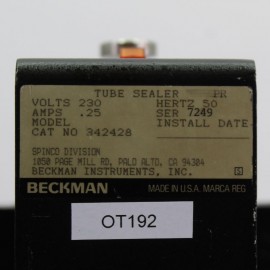 TUBE SEALER PR
VOLTS 230 HERTZ 50
AMPS .25 SER 7249
MODEL INSTALL DATE
CAT NO 342428
SPINCO DIVISION
1050 PAGE MILL RD, PALO ALTO, CA 94304
BECKMAN INSTRUMENTS, INC.
BECKMAN MADE IN U.S.A. MARCA REG.
OT192